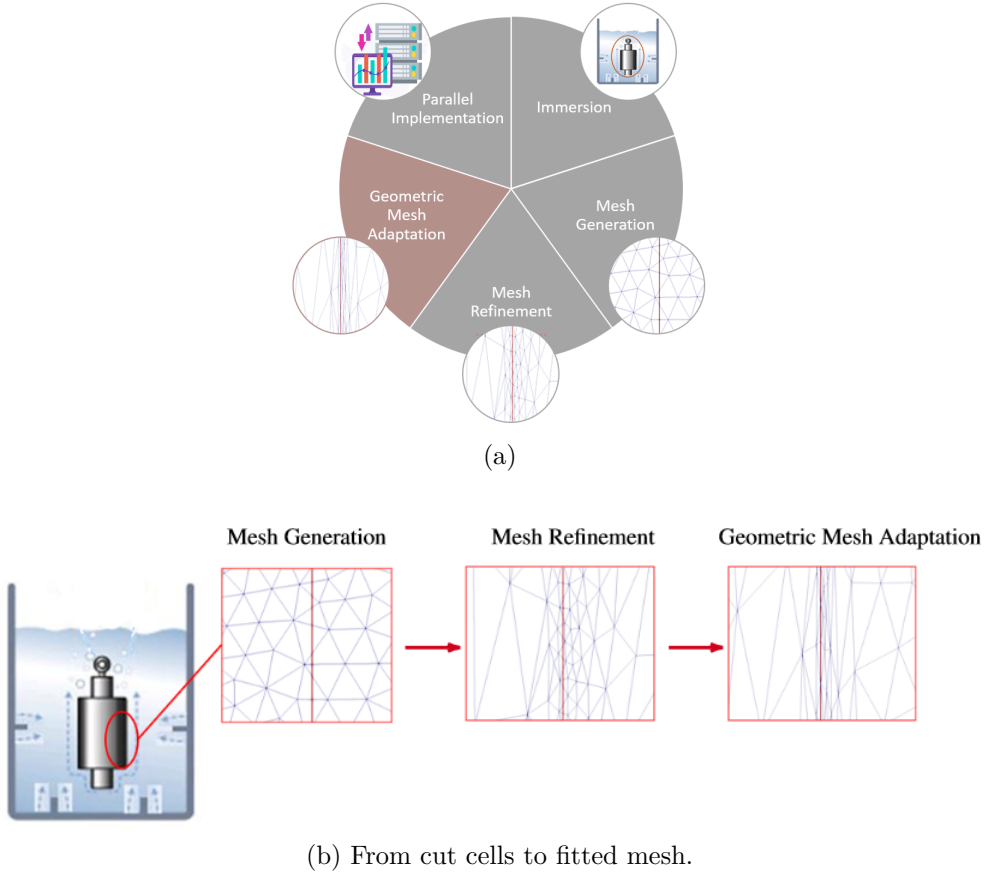 Parallel
Implementation
Immersion
Geometric
Mesh
Adaptation
Mesh
Generation
Mesh
Refinement
(a)
Mesh Generation
Mesh Refinement
Geometric Mesh Adaptation
(b) From cut cells to fitted mesh.